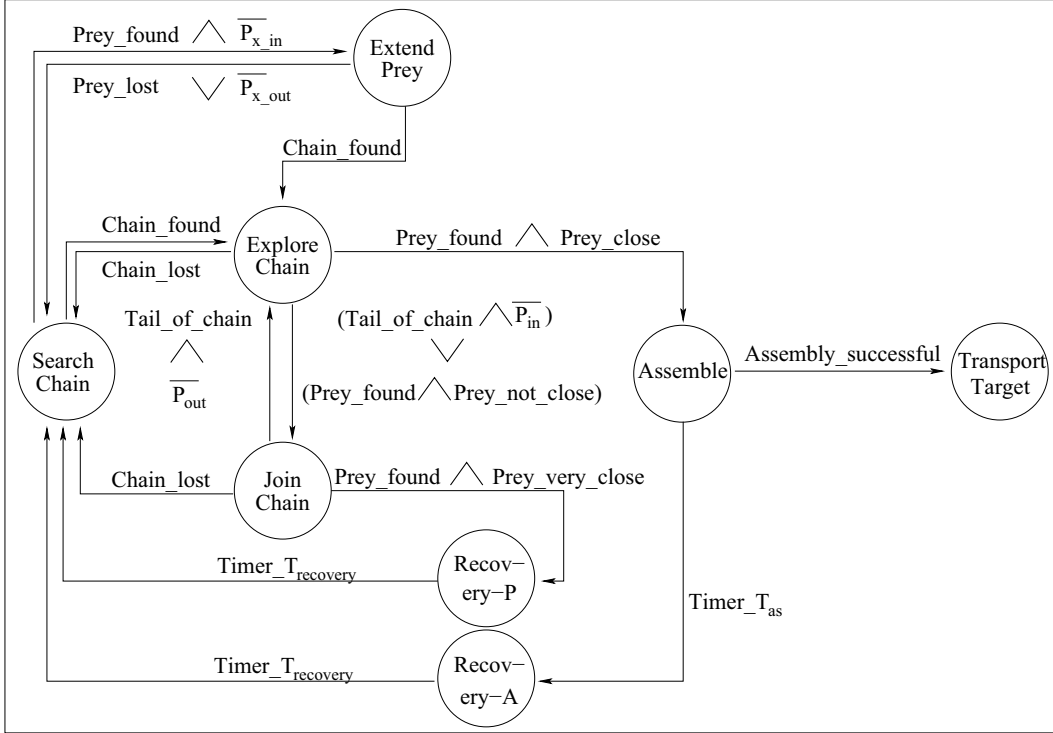 Prey_found ∧ P̅x_in
Extend
Prey
Prey_lost ∨ P̅x_out
Chain_found
Chain_found
Explore
Chain
Prey_found ∧ Prey_close
Chain_lost
Tail_of_chain
∧
P̅out
(Tail_of_chain ∧ P̅in)
∨
(Prey_found ∧ Prey_not_close)
Search
Chain
Assemble
Assembly_successful
Transport
Target
Chain_lost
Join
Chain
Prey_found ∧ Prey_very_close
Timer_Trecovery
Recov−
ery−P
Timer_Tas
Timer_Trecovery
Recov−
ery−A